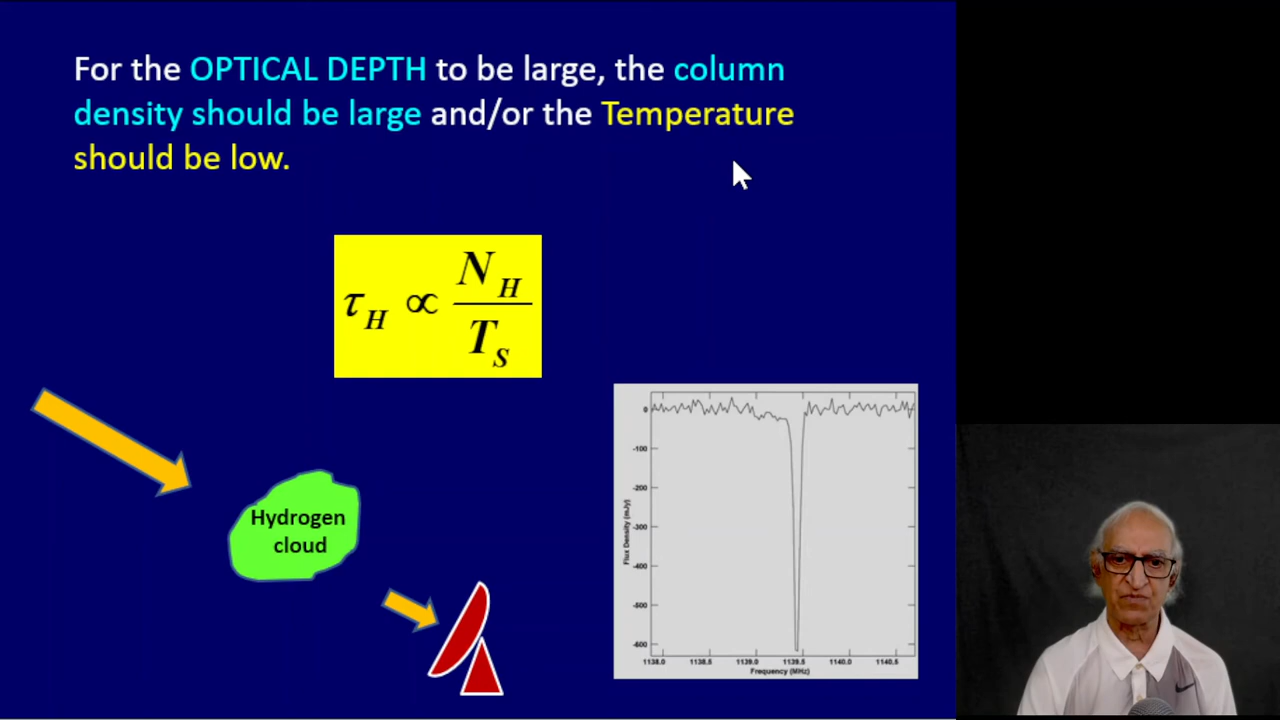 For the OPTICAL DEPTH to be large, the column
density should be large and/or the Temperature
should be low.
τ_H ∝ N_H / T_S
Hydrogen
cloud
0
-100
-200
-300
-400
-500
-600
Flux Density (mJy)
1138.0 1138.5 1139.0 1139.5 1140.0 1140.5
Frequency (MHz)